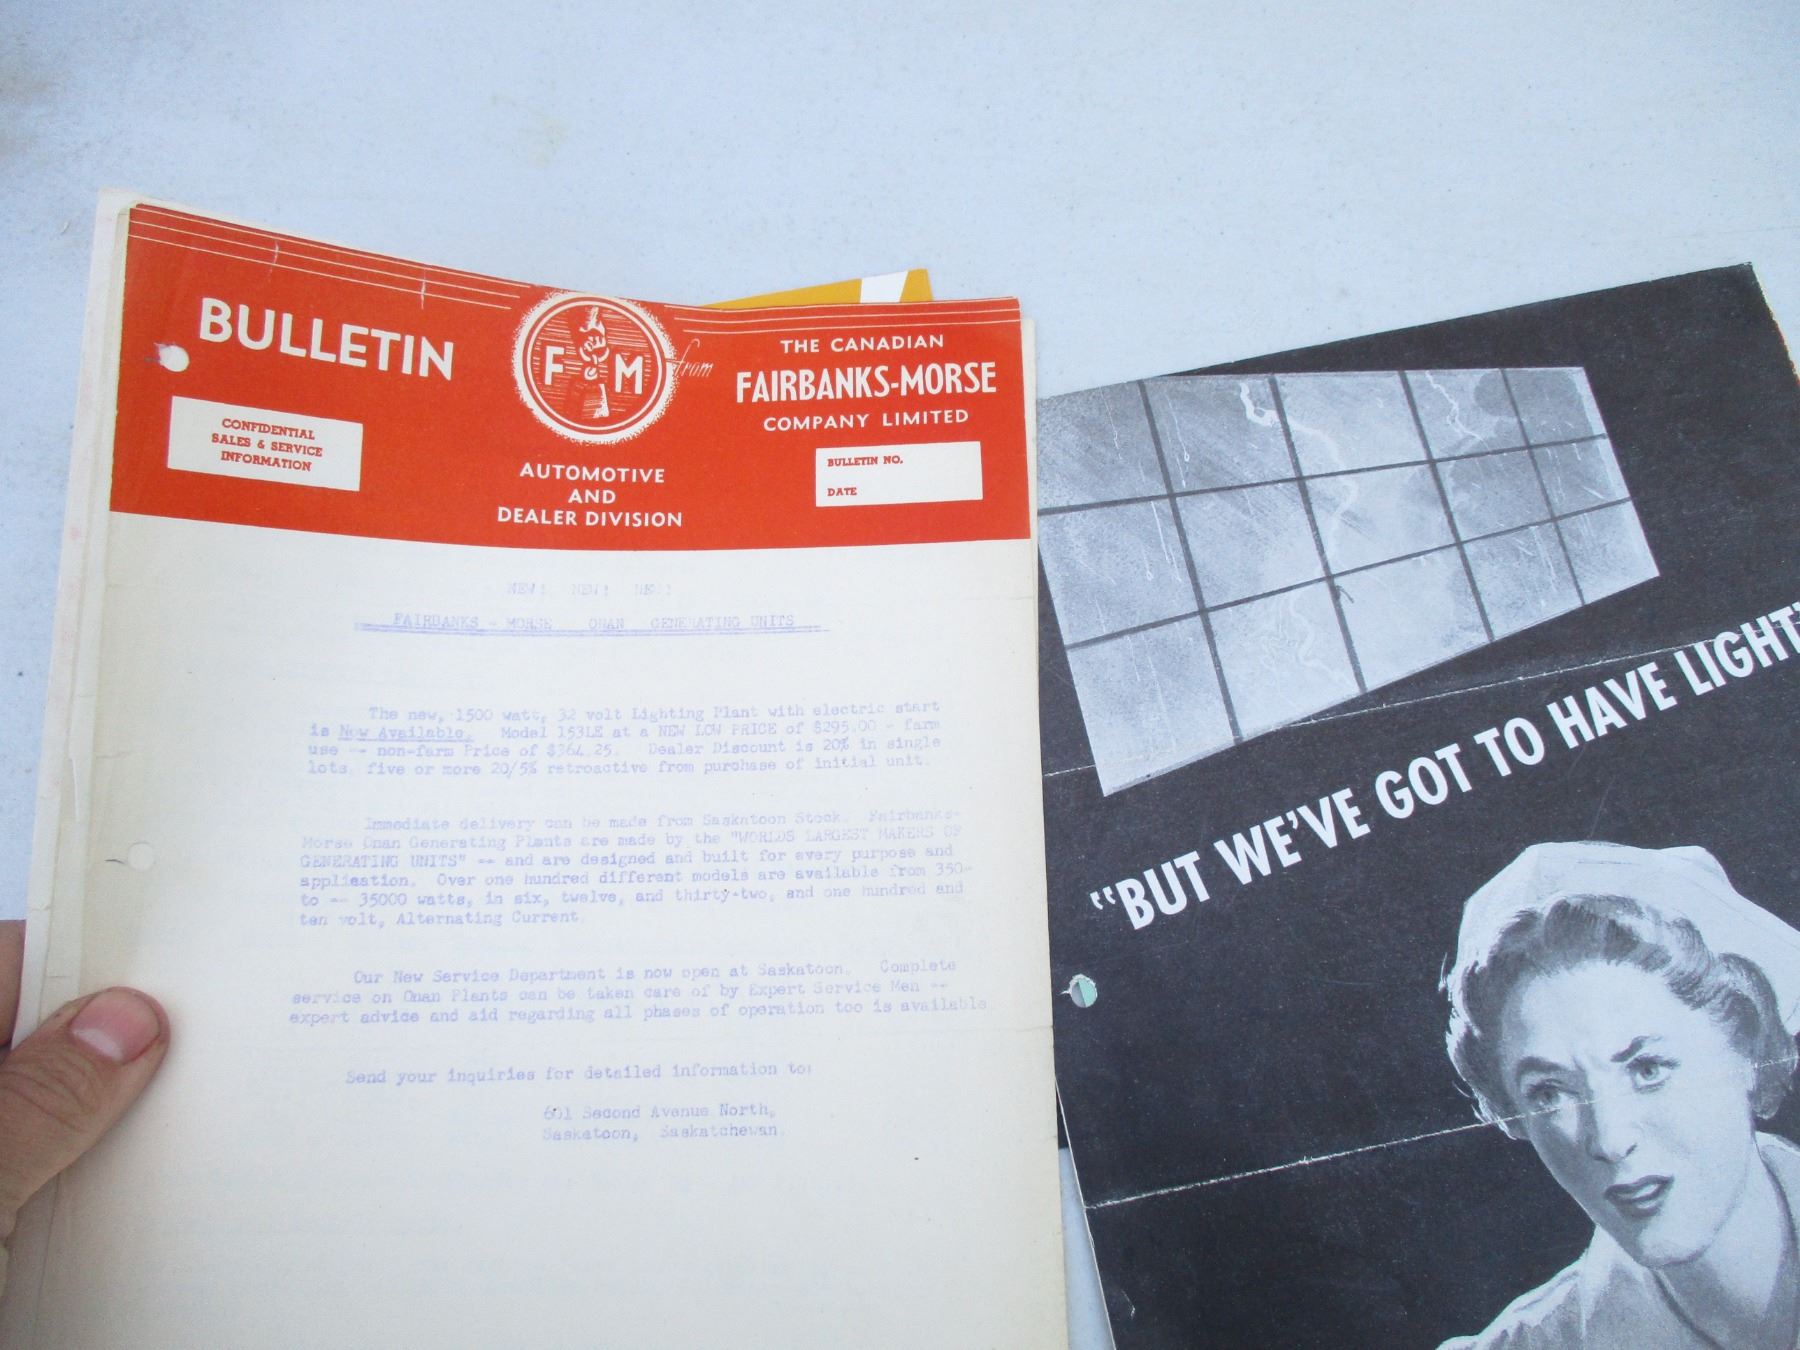 BULLETIN
F M
from
THE CANADIAN
FAIRBANKS-MORSE
COMPANY LIMITED
CONFIDENTIAL
SALES & SERVICE
INFORMATION
AUTOMOTIVE
AND
DEALER DIVISION
BULLETIN NO.
DATE
NEW! NEW! NEW!
FAIRBANKS - MORSE ONAN GENERATING UNITS
The new, 1500 watt, 32 volt Lighting Plant with electric start
is Now Available. Model 153LE at a NEW LOW PRICE of $295.00 - farm
use -- non-farm Price of $364.25. Dealer Discount is 20% in single
lots, five or more 20/5% retroactive from purchase of initial unit.
Immediate delivery can be made from Saskatoon Stock. Fairbanks-
Morse Onan Generating Plants are made by the "WORLDS LARGEST MAKERS OF
GENERATING UNITS" -- and are designed and built for every purpose and
application. Over one hundred different models are available from 350-
to -- 35000 watts, in six, twelve, and thirty-two, and one hundred and
ten volt, Alternating Current.
Our New Service Department is now open at Saskatoon. Complete
service on Onan Plants can be taken care of by Expert Service Men --
expert advice and aid regarding all phases of operation too is available
Send your inquiries for detailed information to:
601 Second Avenue North,
Saskatoon, Saskatchewan.
"BUT WE'VE GOT TO HAVE LIGHT"